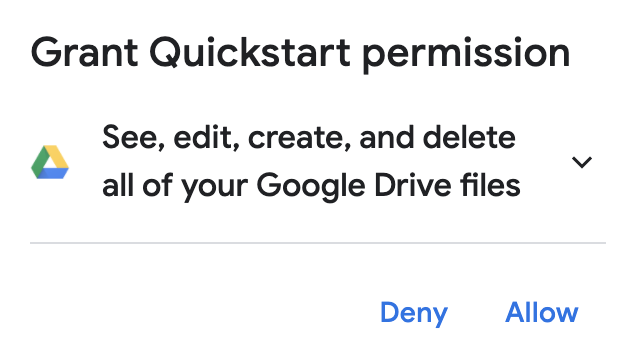 Grant Quickstart permission
See, edit, create, and delete
all of your Google Drive files
Deny Allow